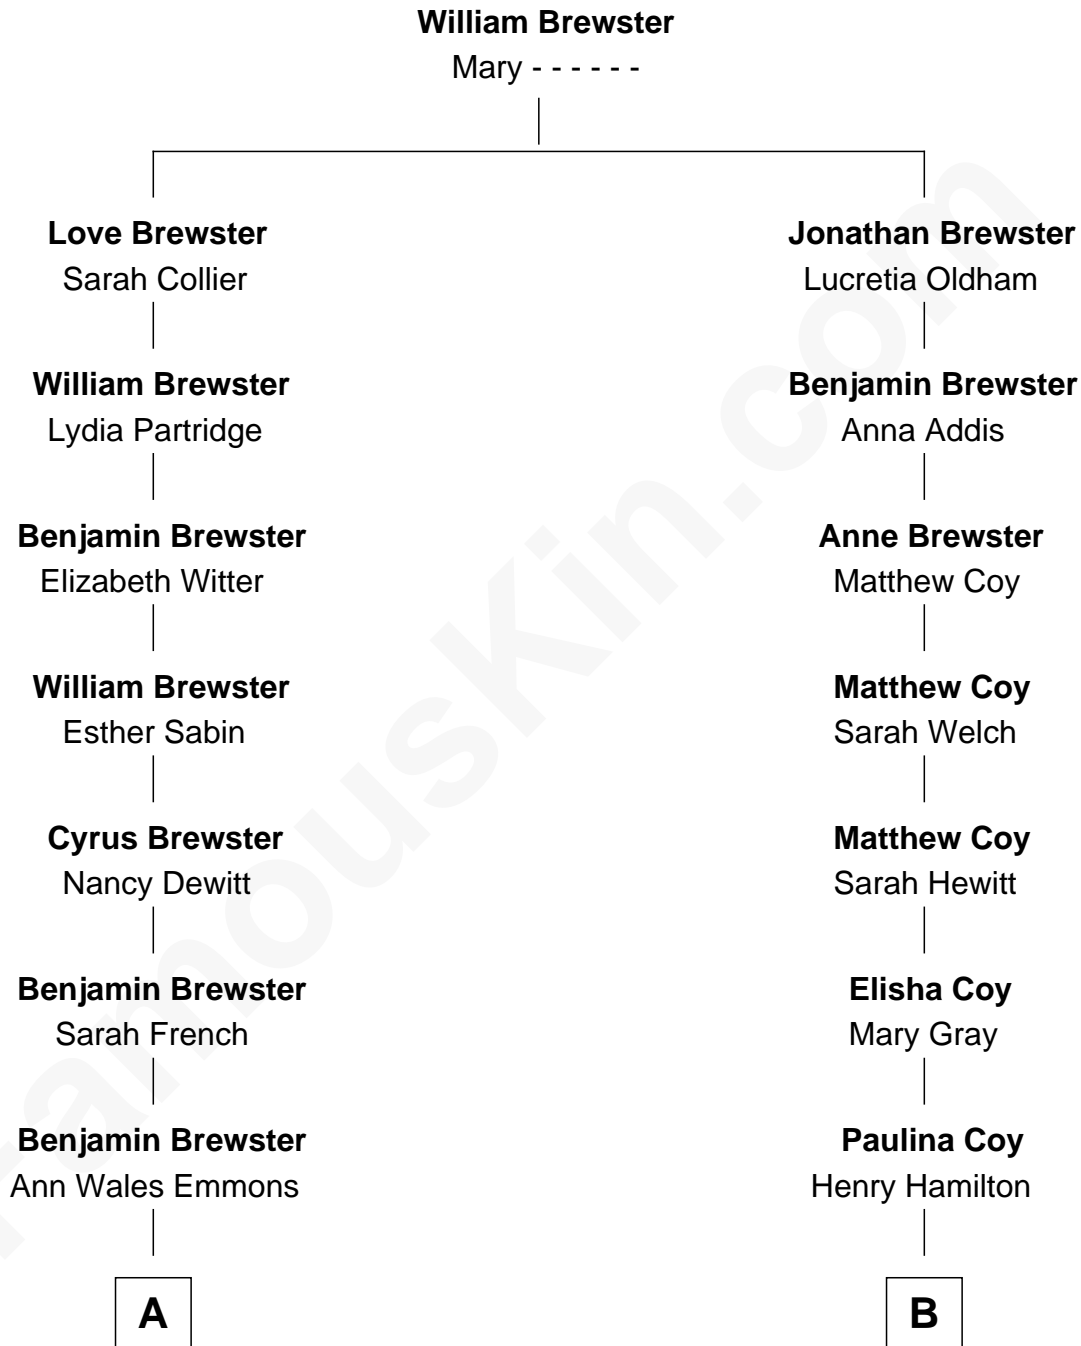 William Brewster
Mary - - - - - -
Love Brewster
Sarah Collier
Jonathan Brewster
Lucretia Oldham
William Brewster
Lydia Partridge
Benjamin Brewster
Anna Addis
Benjamin Brewster
Elizabeth Witter
Anne Brewster
Matthew Coy
William Brewster
Esther Sabin
Matthew Coy
Sarah Welch
Cyrus Brewster
Nancy Dewitt
Matthew Coy
Sarah Hewitt
Benjamin Brewster
Sarah French
Elisha Coy
Mary Gray
Benjamin Brewster
Ann Wales Emmons
Paulina Coy
Henry Hamilton
A
B
FamousKin.com